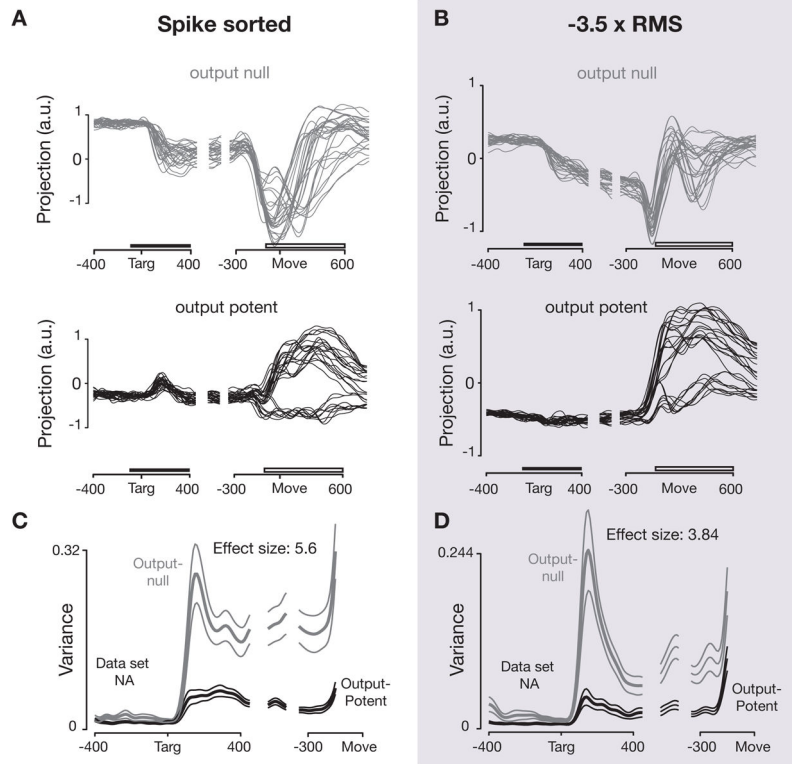 A
Spike sorted
output null
Projection (a.u.)
1
0
-1
-400
Targ
400
-300
Move
600
output potent
Projection (a.u.)
1
0
-1
-400
Targ
400
-300
Move
600
B
-3.5 x RMS
output null
Projection (a.u.)
1
0
-1
-400
Targ
400
-300
Move
600
output potent
Projection (a.u.)
1
0
-1
-400
Targ
400
-300
Move
600
C
Effect size: 5.6
0.32
Output-
null
Variance
Data set
NA
Output-
Potent
0
-400
Targ
400
-300
Move
D
Effect size: 3.84
0.244
Output-
null
Variance
Data set
NA
Output-
Potent
0
-400
Targ
400
-300
Move